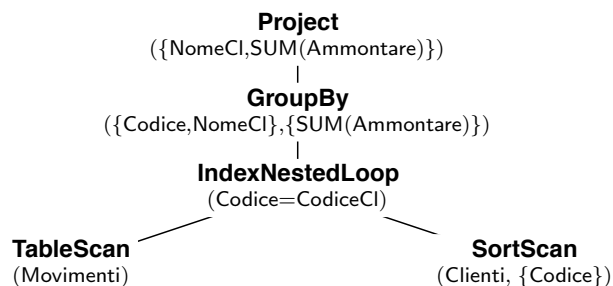 Project
({NomeCl,SUM(Ammontare)})
GroupBy
({Codice,NomeCl},{SUM(Ammontare)})
IndexNestedLoop
(Codice=CodiceCl)
TableScan
(Movimenti)
SortScan
(Clienti, {Codice})